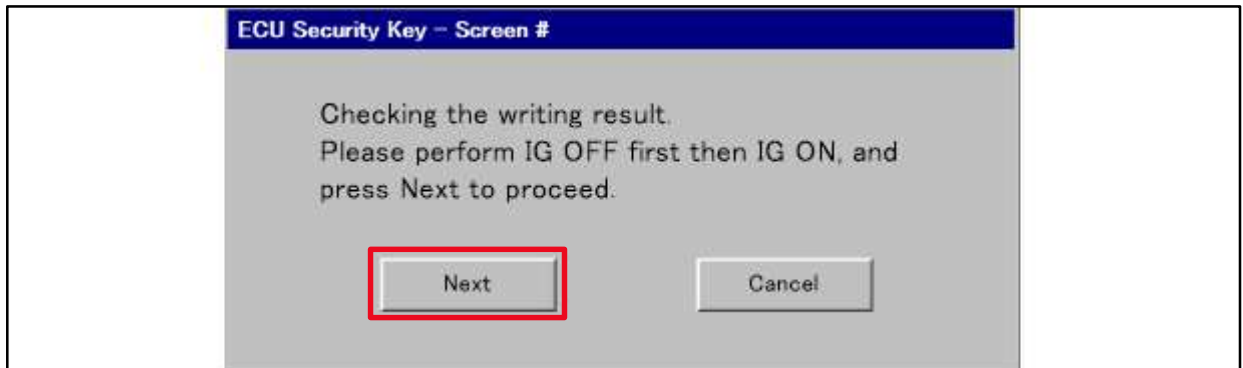 ECU Security Key - Screen #
Checking the writing result.
Please perform IG OFF first then IG ON, and
press Next to proceed.
Next
Cancel